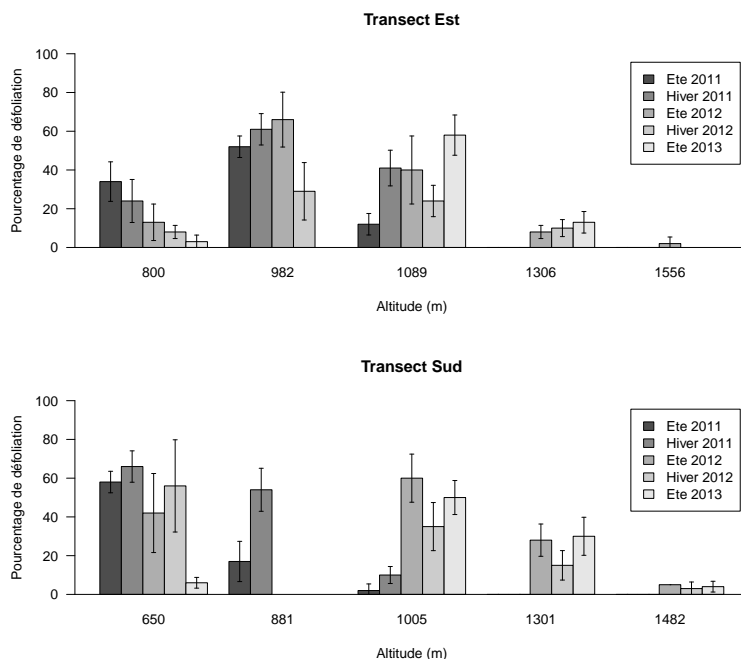 Transect Est
Pourcentage de défoliation
100
80
60
40
20
0
Ete 2011
Hiver 2011
Ete 2012
Hiver 2012
Ete 2013
800 982 1089 1306 1556
Altitude (m)
Transect Sud
Pourcentage de défoliation
100
80
60
40
20
0
Ete 2011
Hiver 2011
Ete 2012
Hiver 2012
Ete 2013
650 881 1005 1301 1482
Altitude (m)